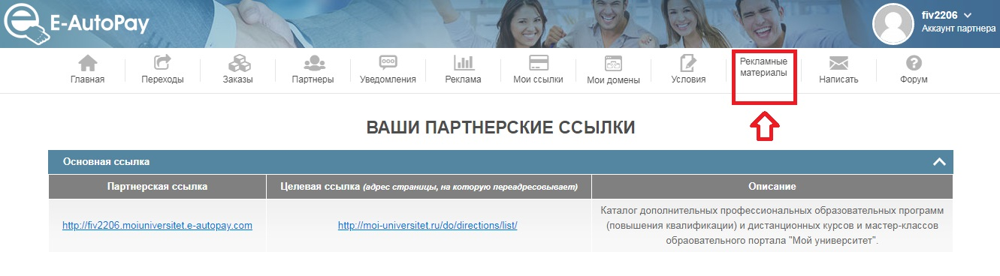 E-AutoPay
fiv2206
Аккаунт партнера
Главная
Переходы
Заказы
Партнеры
Уведомления
Реклама
Мои ссылки
Мои домены
Условия
Рекламные
материалы
Написать
Форум
ВАШИ ПАРТНЕРСКИЕ ССЫЛКИ
Основная ссылка
Партнерская ссылка
Целевая ссылка (адрес страницы, на которую переадресовывает)
Описание
http://fiv2206.moiuniversitet.e-autopay.com
http://moi-universitet.ru/do/directions/list/
Каталог дополнительных профессиональных образовательных программ
(повышения квалификации) и дистанционных курсов и мастер-классов
обраовательного портала "Мой университет".